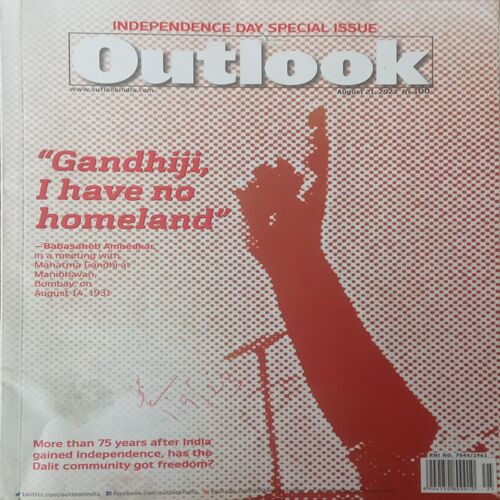 INDEPENDENCE DAY SPECIAL ISSUE
Outlook
www.outlookindia.com
August 21, 2023 Rs 100
“Gandhiji,
I have no
homeland”
—Babasaheb Ambedkar,
in a meeting with
Mahatma Gandhi at
Manibhavan,
Bombay, on
August 14, 1931
More than 75 years after India
gained Independence, has the
Dalit community got freedom?
RNI NO. 7044/1961
twitter.com/outlookindia. facebook.com/outlookindia.